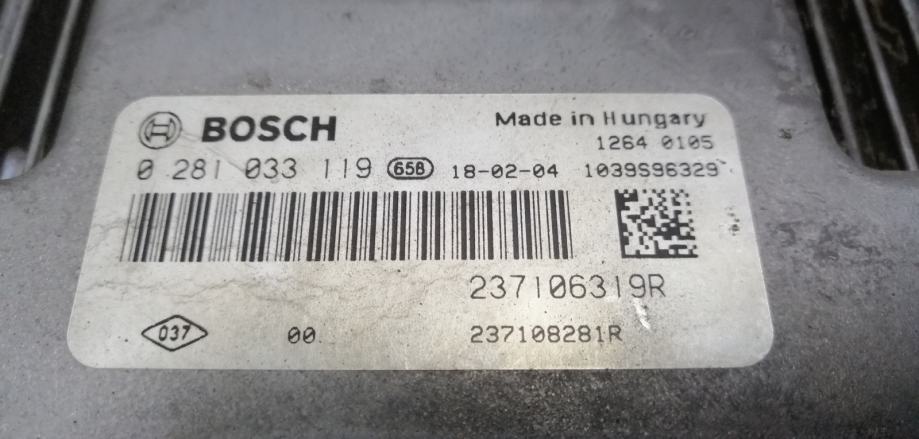 BOSCH
Made in Hungary
1264 0105
0 281 033 119 658 18-02-04 1039S96329
237106319R
037 00 237108281R